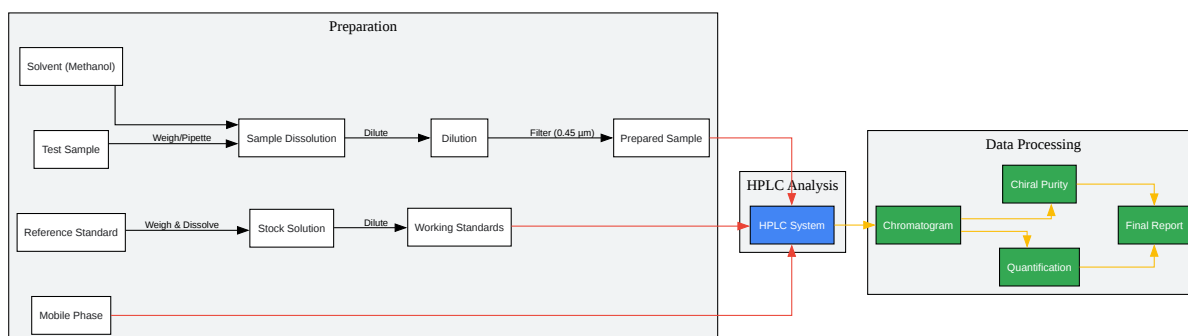 Preparation
Solvent (Methanol)
Test Sample
Weigh/Pipette
Sample Dissolution
Dilute
Dilution
Filter (0.45 µm)
Prepared Sample
Reference Standard
Weigh & Dissolve
Stock Solution
Dilute
Working Standards
Mobile Phase
HPLC Analysis
HPLC System
Data Processing
Chromatogram
Chiral Purity
Quantification
Final Report